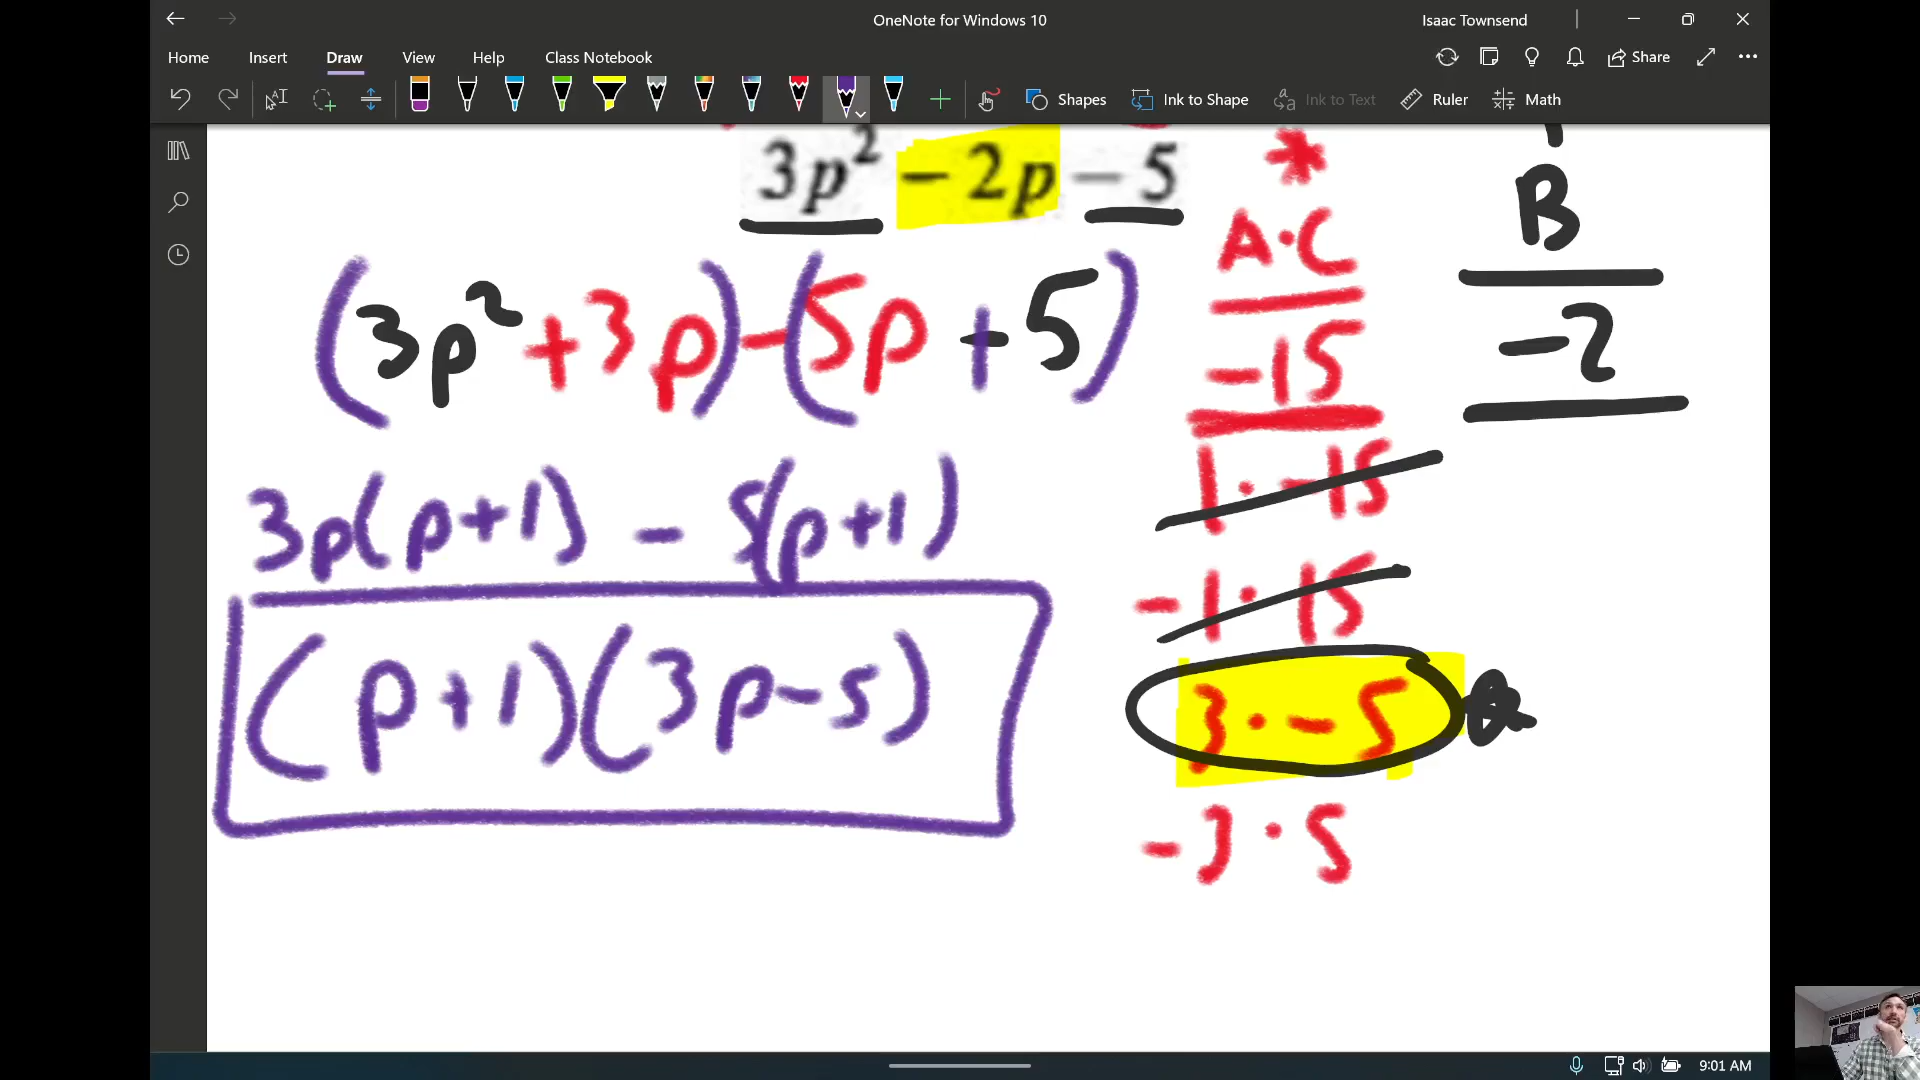 OneNote for Windows 10
Isaac Townsend
Home Insert Draw View Help Class Notebook
Share
Shapes Ink to Shape Ink to Text Ruler Math
3p² - 2p - 5
(3p² + 3p) - (5p + 5)
3p(p+1) - 5(p+1)
(p+1)(3p-5)
*
A·C
-15
1 · -15
-1 · 15
3 · -5
-3 · 5
B
-2
9:01 AM